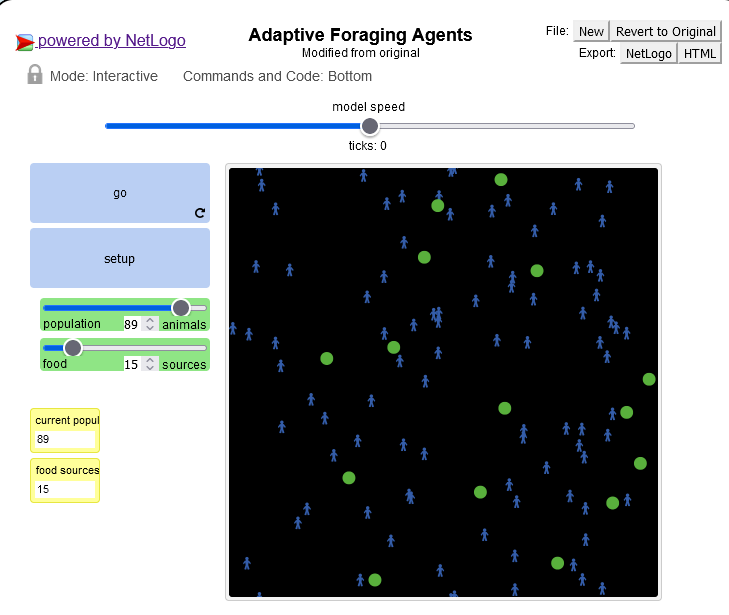 powered by NetLogo
Adaptive Foraging Agents
Modified from original
File: New Revert to Original
Export: NetLogo HTML
Mode: Interactive Commands and Code: Bottom
model speed
ticks: 0
go
setup
population 89 animals
food 15 sources
current popul
89
food sources
15